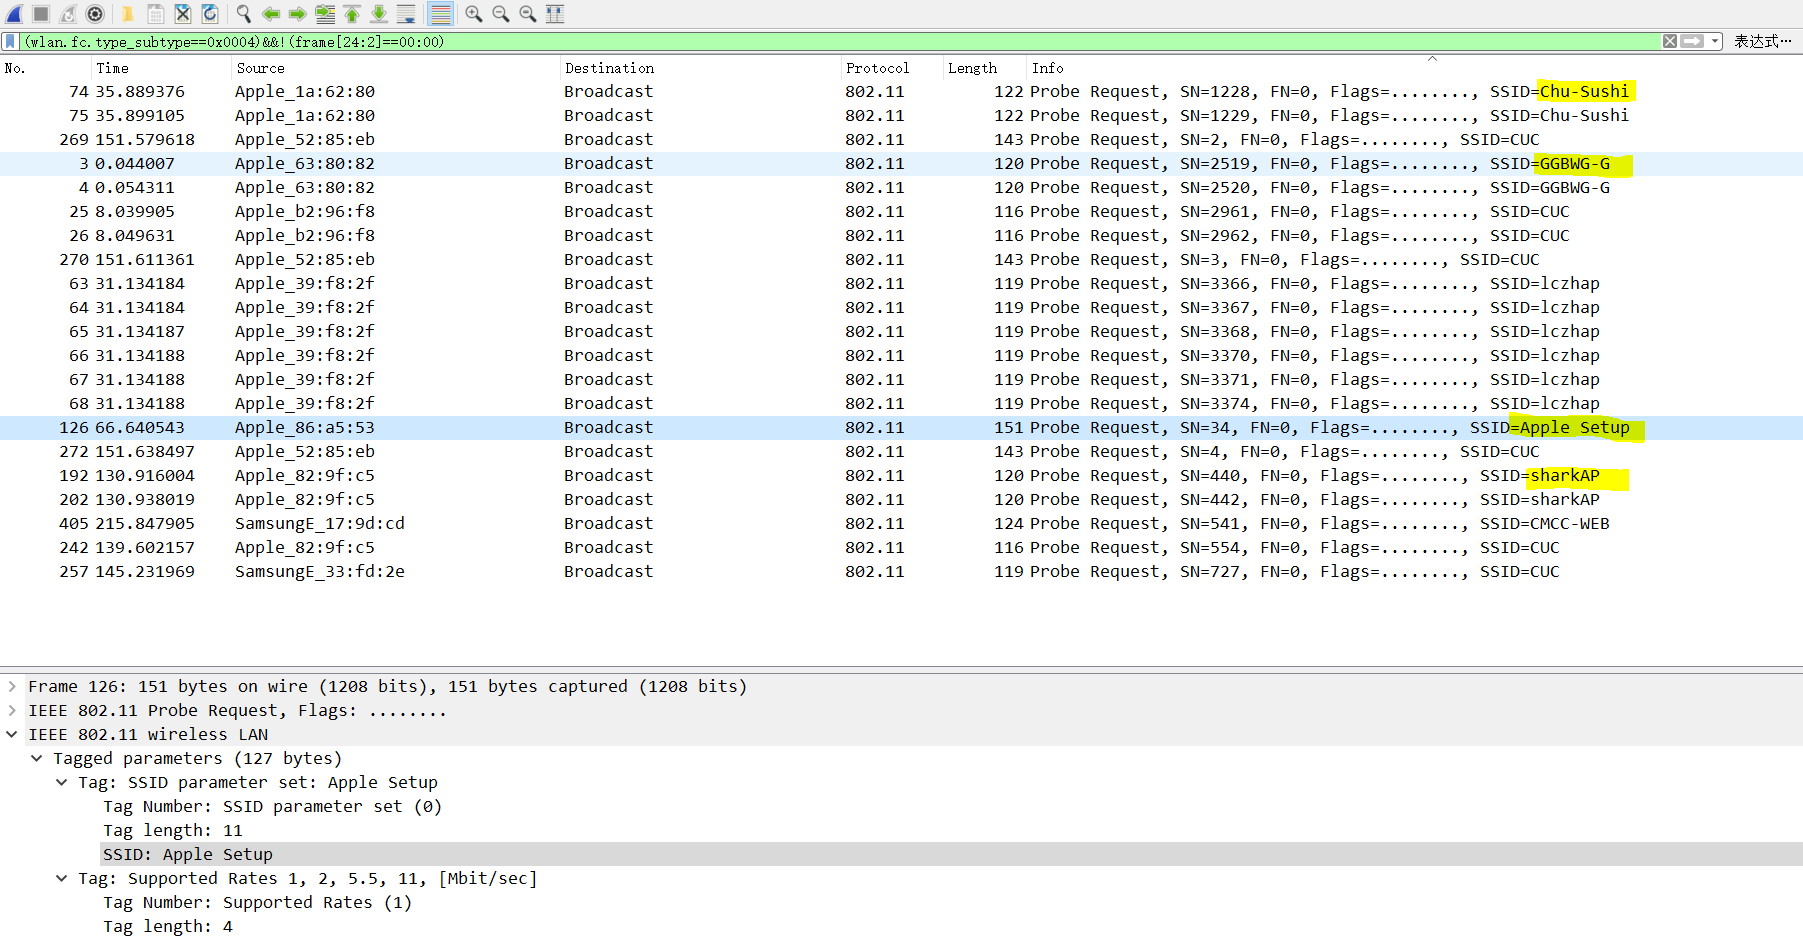 (wlan.fc.type_subtype==0x0004)&&!(frame[24:2]==00:00) 表达式…
No. Time Source Destination Protocol Length Info
74 35.889376 Apple_1a:62:80 Broadcast 802.11 122 Probe Request, SN=1228, FN=0, Flags=........, SSID=Chu-Sushi
75 35.899105 Apple_1a:62:80 Broadcast 802.11 122 Probe Request, SN=1229, FN=0, Flags=........, SSID=Chu-Sushi
269 151.579618 Apple_52:85:eb Broadcast 802.11 143 Probe Request, SN=2, FN=0, Flags=........, SSID=CUC
3 0.044007 Apple_63:80:82 Broadcast 802.11 120 Probe Request, SN=2519, FN=0, Flags=........, SSID=GGBWG-G
4 0.054311 Apple_63:80:82 Broadcast 802.11 120 Probe Request, SN=2520, FN=0, Flags=........, SSID=GGBWG-G
25 8.039905 Apple_b2:96:f8 Broadcast 802.11 116 Probe Request, SN=2961, FN=0, Flags=........, SSID=CUC
26 8.049631 Apple_b2:96:f8 Broadcast 802.11 116 Probe Request, SN=2962, FN=0, Flags=........, SSID=CUC
270 151.611361 Apple_52:85:eb Broadcast 802.11 143 Probe Request, SN=3, FN=0, Flags=........, SSID=CUC
63 31.134184 Apple_39:f8:2f Broadcast 802.11 119 Probe Request, SN=3366, FN=0, Flags=........, SSID=lczhap
64 31.134184 Apple_39:f8:2f Broadcast 802.11 119 Probe Request, SN=3367, FN=0, Flags=........, SSID=lczhap
65 31.134187 Apple_39:f8:2f Broadcast 802.11 119 Probe Request, SN=3368, FN=0, Flags=........, SSID=lczhap
66 31.134188 Apple_39:f8:2f Broadcast 802.11 119 Probe Request, SN=3370, FN=0, Flags=........, SSID=lczhap
67 31.134188 Apple_39:f8:2f Broadcast 802.11 119 Probe Request, SN=3371, FN=0, Flags=........, SSID=lczhap
68 31.134188 Apple_39:f8:2f Broadcast 802.11 119 Probe Request, SN=3374, FN=0, Flags=........, SSID=lczhap
126 66.640543 Apple_86:a5:53 Broadcast 802.11 151 Probe Request, SN=34, FN=0, Flags=........, SSID=Apple Setup
272 151.638497 Apple_52:85:eb Broadcast 802.11 143 Probe Request, SN=4, FN=0, Flags=........, SSID=CUC
192 130.916004 Apple_82:9f:c5 Broadcast 802.11 120 Probe Request, SN=440, FN=0, Flags=........, SSID=sharkAP
202 130.938019 Apple_82:9f:c5 Broadcast 802.11 120 Probe Request, SN=442, FN=0, Flags=........, SSID=sharkAP
405 215.847905 SamsungE_17:9d:cd Broadcast 802.11 124 Probe Request, SN=541, FN=0, Flags=........, SSID=CMCC-WEB
242 139.602157 Apple_82:9f:c5 Broadcast 802.11 116 Probe Request, SN=554, FN=0, Flags=........, SSID=CUC
257 145.231969 SamsungE_33:fd:2e Broadcast 802.11 119 Probe Request, SN=727, FN=0, Flags=........, SSID=CUC
Frame 126: 151 bytes on wire (1208 bits), 151 bytes captured (1208 bits)
IEEE 802.11 Probe Request, Flags: ........
IEEE 802.11 wireless LAN
Tagged parameters (127 bytes)
Tag: SSID parameter set: Apple Setup
Tag Number: SSID parameter set (0)
Tag length: 11
SSID: Apple Setup
Tag: Supported Rates 1, 2, 5.5, 11, [Mbit/sec]
Tag Number: Supported Rates (1)
Tag length: 4